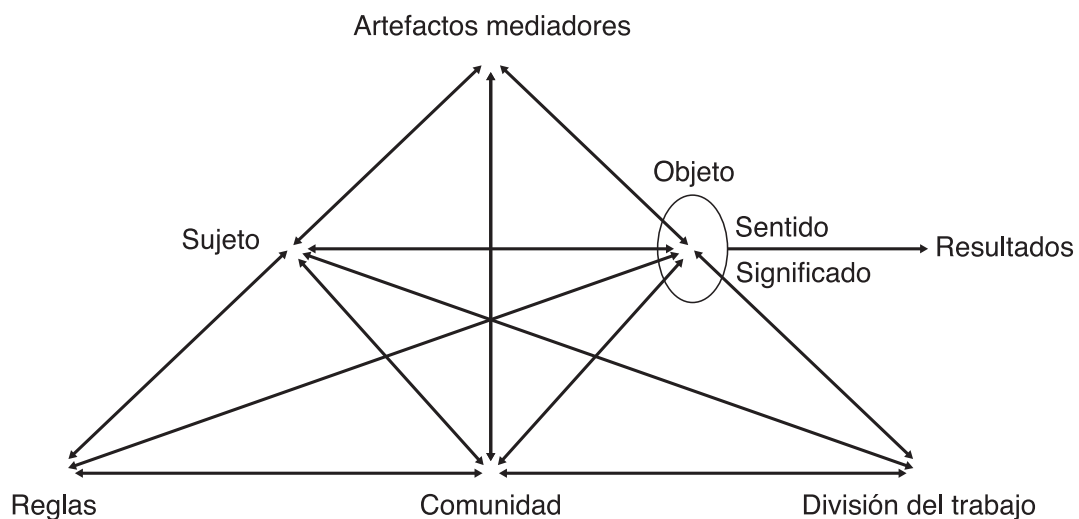 Artefactos mediadores
Objeto
Sujeto
Sentido
Resultados
Significado
Reglas
Comunidad
División del trabajo